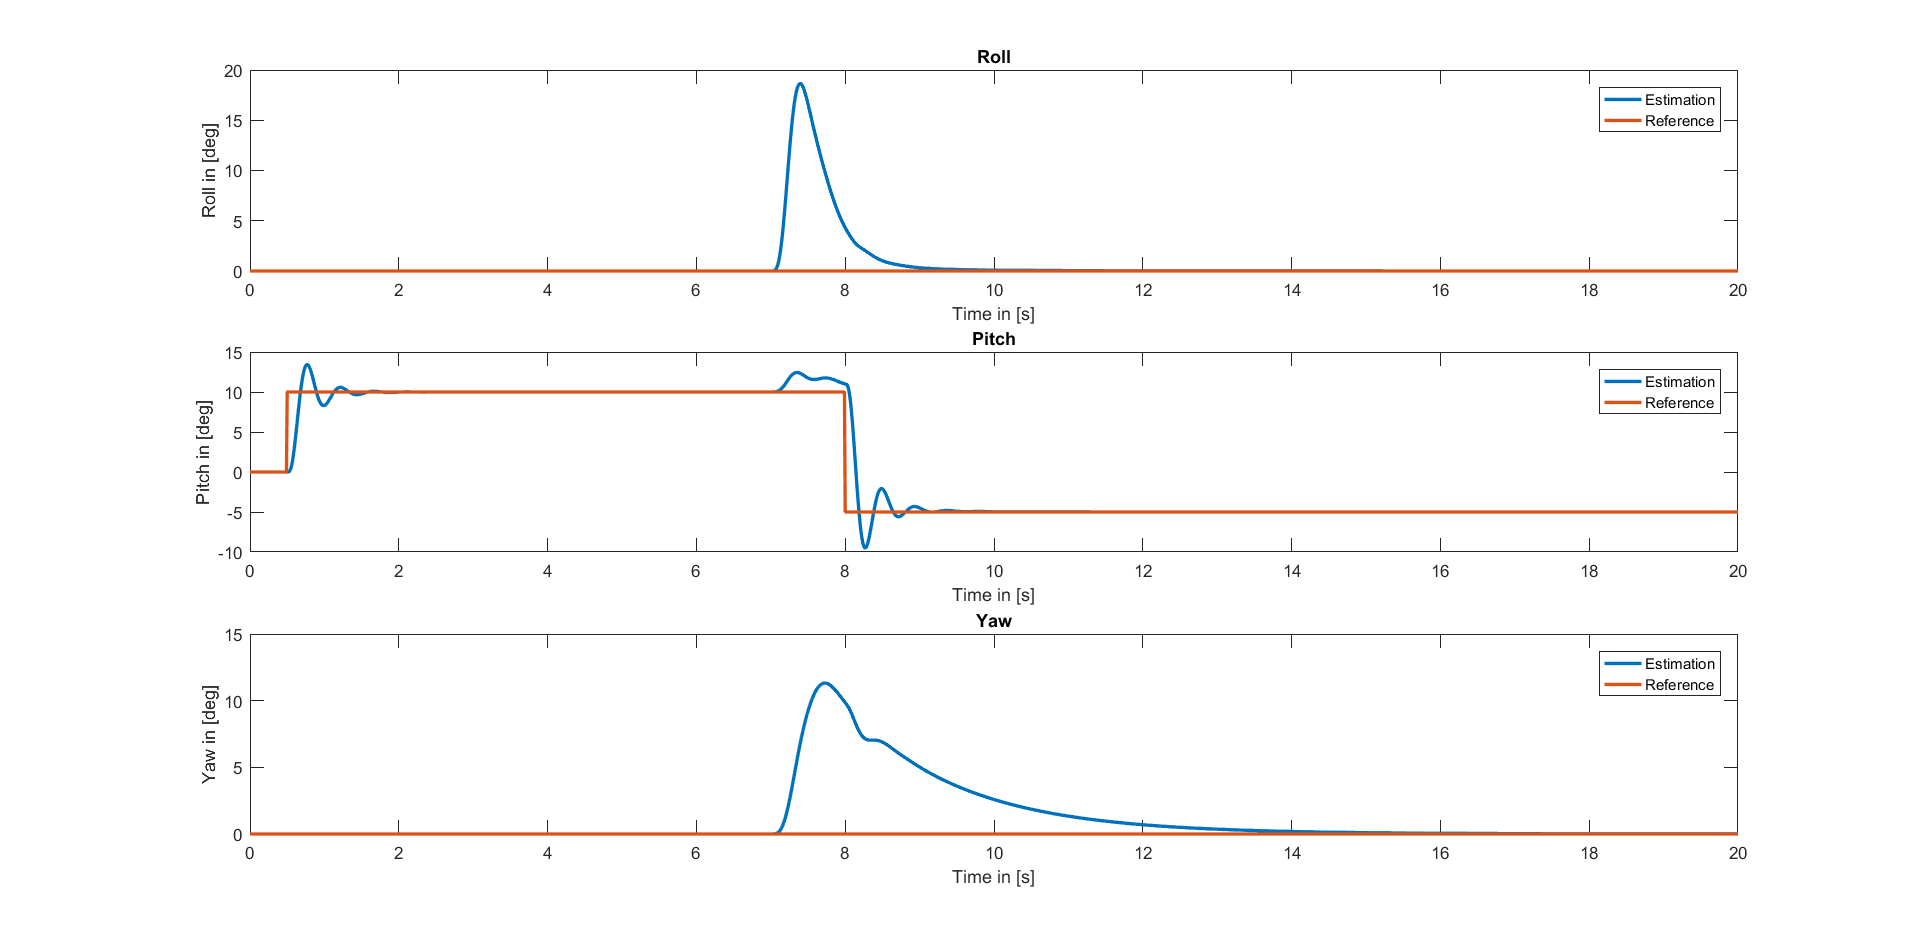 Roll
20
15
10
5
0
Roll in [deg]
Estimation
Reference
0 2 4 6 8 10 12 14 16 18 20
Time in [s]
Pitch
15
10
5
0
-5
-10
Pitch in [deg]
Estimation
Reference
0 2 4 6 8 10 12 14 16 18 20
Time in [s]
Yaw
15
10
5
0
Yaw in [deg]
Estimation
Reference
0 2 4 6 8 10 12 14 16 18 20
Time in [s]